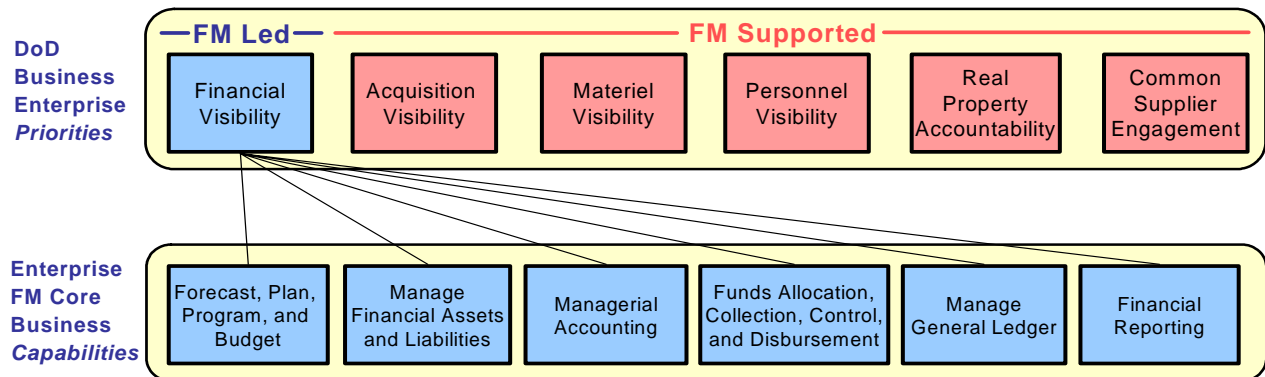 FM Led
FM Supported
DoD
Business
Enterprise
Priorities
Financial
Visibility
Acquisition
Visibility
Materiel
Visibility
Personnel
Visibility
Real
Property
Accountability
Common
Supplier
Engagement
Enterprise
FM Core
Business
Capabilities
Forecast, Plan,
Program, and
Budget
Manage
Financial Assets
and Liabilities
Managerial
Accounting
Funds Allocation,
Collection, Control,
and Disbursement
Manage
General Ledger
Financial
Reporting